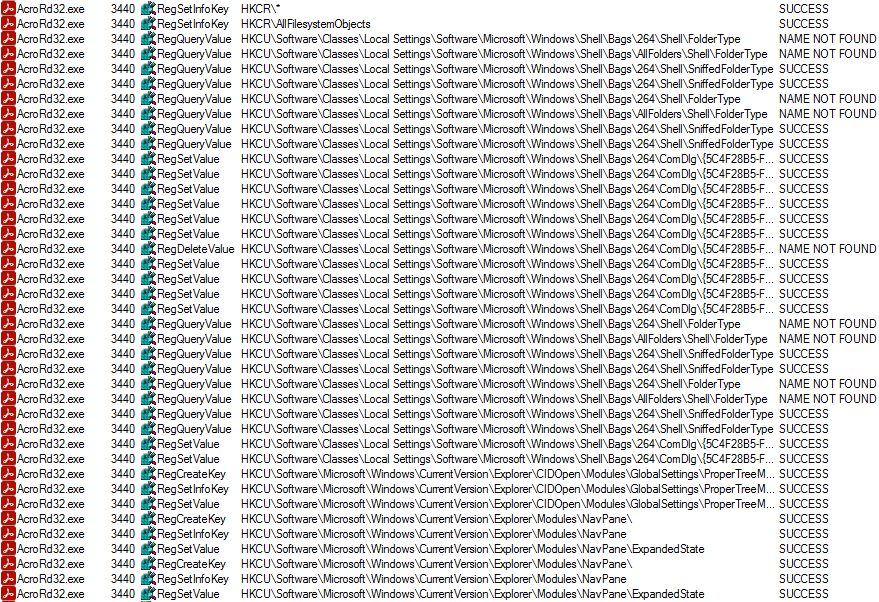 AcroRd32.exe 3440 RegSetInfoKey HKCR\* SUCCESS
AcroRd32.exe 3440 RegSetInfoKey HKCR\AllFilesystemObjects SUCCESS
AcroRd32.exe 3440 RegQueryValue HKCU\Software\Classes\Local Settings\Software\Microsoft\Windows\Shell\Bags\264\Shell\FolderType NAME NOT FOUND
AcroRd32.exe 3440 RegQueryValue HKCU\Software\Classes\Local Settings\Software\Microsoft\Windows\Shell\Bags\AllFolders\Shell\FolderType NAME NOT FOUND
AcroRd32.exe 3440 RegQueryValue HKCU\Software\Classes\Local Settings\Software\Microsoft\Windows\Shell\Bags\264\Shell\SniffedFolderType SUCCESS
AcroRd32.exe 3440 RegQueryValue HKCU\Software\Classes\Local Settings\Software\Microsoft\Windows\Shell\Bags\264\Shell\SniffedFolderType SUCCESS
AcroRd32.exe 3440 RegQueryValue HKCU\Software\Classes\Local Settings\Software\Microsoft\Windows\Shell\Bags\264\Shell\FolderType NAME NOT FOUND
AcroRd32.exe 3440 RegQueryValue HKCU\Software\Classes\Local Settings\Software\Microsoft\Windows\Shell\Bags\AllFolders\Shell\FolderType NAME NOT FOUND
AcroRd32.exe 3440 RegQueryValue HKCU\Software\Classes\Local Settings\Software\Microsoft\Windows\Shell\Bags\264\Shell\SniffedFolderType SUCCESS
AcroRd32.exe 3440 RegQueryValue HKCU\Software\Classes\Local Settings\Software\Microsoft\Windows\Shell\Bags\264\Shell\SniffedFolderType SUCCESS
AcroRd32.exe 3440 RegSetValue HKCU\Software\Classes\Local Settings\Software\Microsoft\Windows\Shell\Bags\264\ComDlg\{5C4F28B5-F... SUCCESS
AcroRd32.exe 3440 RegSetValue HKCU\Software\Classes\Local Settings\Software\Microsoft\Windows\Shell\Bags\264\ComDlg\{5C4F28B5-F... SUCCESS
AcroRd32.exe 3440 RegSetValue HKCU\Software\Classes\Local Settings\Software\Microsoft\Windows\Shell\Bags\264\ComDlg\{5C4F28B5-F... SUCCESS
AcroRd32.exe 3440 RegSetValue HKCU\Software\Classes\Local Settings\Software\Microsoft\Windows\Shell\Bags\264\ComDlg\{5C4F28B5-F... SUCCESS
AcroRd32.exe 3440 RegSetValue HKCU\Software\Classes\Local Settings\Software\Microsoft\Windows\Shell\Bags\264\ComDlg\{5C4F28B5-F... SUCCESS
AcroRd32.exe 3440 RegSetValue HKCU\Software\Classes\Local Settings\Software\Microsoft\Windows\Shell\Bags\264\ComDlg\{5C4F28B5-F... SUCCESS
AcroRd32.exe 3440 RegDeleteValue HKCU\Software\Classes\Local Settings\Software\Microsoft\Windows\Shell\Bags\264\ComDlg\{5C4F28B5-F... NAME NOT FOUND
AcroRd32.exe 3440 RegSetValue HKCU\Software\Classes\Local Settings\Software\Microsoft\Windows\Shell\Bags\264\ComDlg\{5C4F28B5-F... SUCCESS
AcroRd32.exe 3440 RegSetValue HKCU\Software\Classes\Local Settings\Software\Microsoft\Windows\Shell\Bags\264\ComDlg\{5C4F28B5-F... SUCCESS
AcroRd32.exe 3440 RegSetValue HKCU\Software\Classes\Local Settings\Software\Microsoft\Windows\Shell\Bags\264\ComDlg\{5C4F28B5-F... SUCCESS
AcroRd32.exe 3440 RegSetValue HKCU\Software\Classes\Local Settings\Software\Microsoft\Windows\Shell\Bags\264\ComDlg\{5C4F28B5-F... SUCCESS
AcroRd32.exe 3440 RegQueryValue HKCU\Software\Classes\Local Settings\Software\Microsoft\Windows\Shell\Bags\264\Shell\FolderType NAME NOT FOUND
AcroRd32.exe 3440 RegQueryValue HKCU\Software\Classes\Local Settings\Software\Microsoft\Windows\Shell\Bags\AllFolders\Shell\FolderType NAME NOT FOUND
AcroRd32.exe 3440 RegQueryValue HKCU\Software\Classes\Local Settings\Software\Microsoft\Windows\Shell\Bags\264\Shell\SniffedFolderType SUCCESS
AcroRd32.exe 3440 RegQueryValue HKCU\Software\Classes\Local Settings\Software\Microsoft\Windows\Shell\Bags\264\Shell\SniffedFolderType SUCCESS
AcroRd32.exe 3440 RegQueryValue HKCU\Software\Classes\Local Settings\Software\Microsoft\Windows\Shell\Bags\264\Shell\FolderType NAME NOT FOUND
AcroRd32.exe 3440 RegQueryValue HKCU\Software\Classes\Local Settings\Software\Microsoft\Windows\Shell\Bags\AllFolders\Shell\FolderType NAME NOT FOUND
AcroRd32.exe 3440 RegQueryValue HKCU\Software\Classes\Local Settings\Software\Microsoft\Windows\Shell\Bags\264\Shell\SniffedFolderType SUCCESS
AcroRd32.exe 3440 RegQueryValue HKCU\Software\Classes\Local Settings\Software\Microsoft\Windows\Shell\Bags\264\Shell\SniffedFolderType SUCCESS
AcroRd32.exe 3440 RegSetValue HKCU\Software\Classes\Local Settings\Software\Microsoft\Windows\Shell\Bags\264\ComDlg\{5C4F28B5-F... SUCCESS
AcroRd32.exe 3440 RegSetValue HKCU\Software\Classes\Local Settings\Software\Microsoft\Windows\Shell\Bags\264\ComDlg\{5C4F28B5-F... SUCCESS
AcroRd32.exe 3440 RegCreateKey HKCU\Software\Microsoft\Windows\CurrentVersion\Explorer\CIDOpen\Modules\GlobalSettings\ProperTreeM... SUCCESS
AcroRd32.exe 3440 RegSetInfoKey HKCU\Software\Microsoft\Windows\CurrentVersion\Explorer\CIDOpen\Modules\GlobalSettings\ProperTreeM... SUCCESS
AcroRd32.exe 3440 RegSetValue HKCU\Software\Microsoft\Windows\CurrentVersion\Explorer\CIDOpen\Modules\GlobalSettings\ProperTreeM... SUCCESS
AcroRd32.exe 3440 RegCreateKey HKCU\Software\Microsoft\Windows\CurrentVersion\Explorer\Modules\NavPane\ SUCCESS
AcroRd32.exe 3440 RegSetInfoKey HKCU\Software\Microsoft\Windows\CurrentVersion\Explorer\Modules\NavPane SUCCESS
AcroRd32.exe 3440 RegSetValue HKCU\Software\Microsoft\Windows\CurrentVersion\Explorer\Modules\NavPane\ExpandedState SUCCESS
AcroRd32.exe 3440 RegCreateKey HKCU\Software\Microsoft\Windows\CurrentVersion\Explorer\Modules\NavPane\ SUCCESS
AcroRd32.exe 3440 RegSetInfoKey HKCU\Software\Microsoft\Windows\CurrentVersion\Explorer\Modules\NavPane SUCCESS
AcroRd32.exe 3440 RegSetValue HKCU\Software\Microsoft\Windows\CurrentVersion\Explorer\Modules\NavPane\ExpandedState SUCCESS